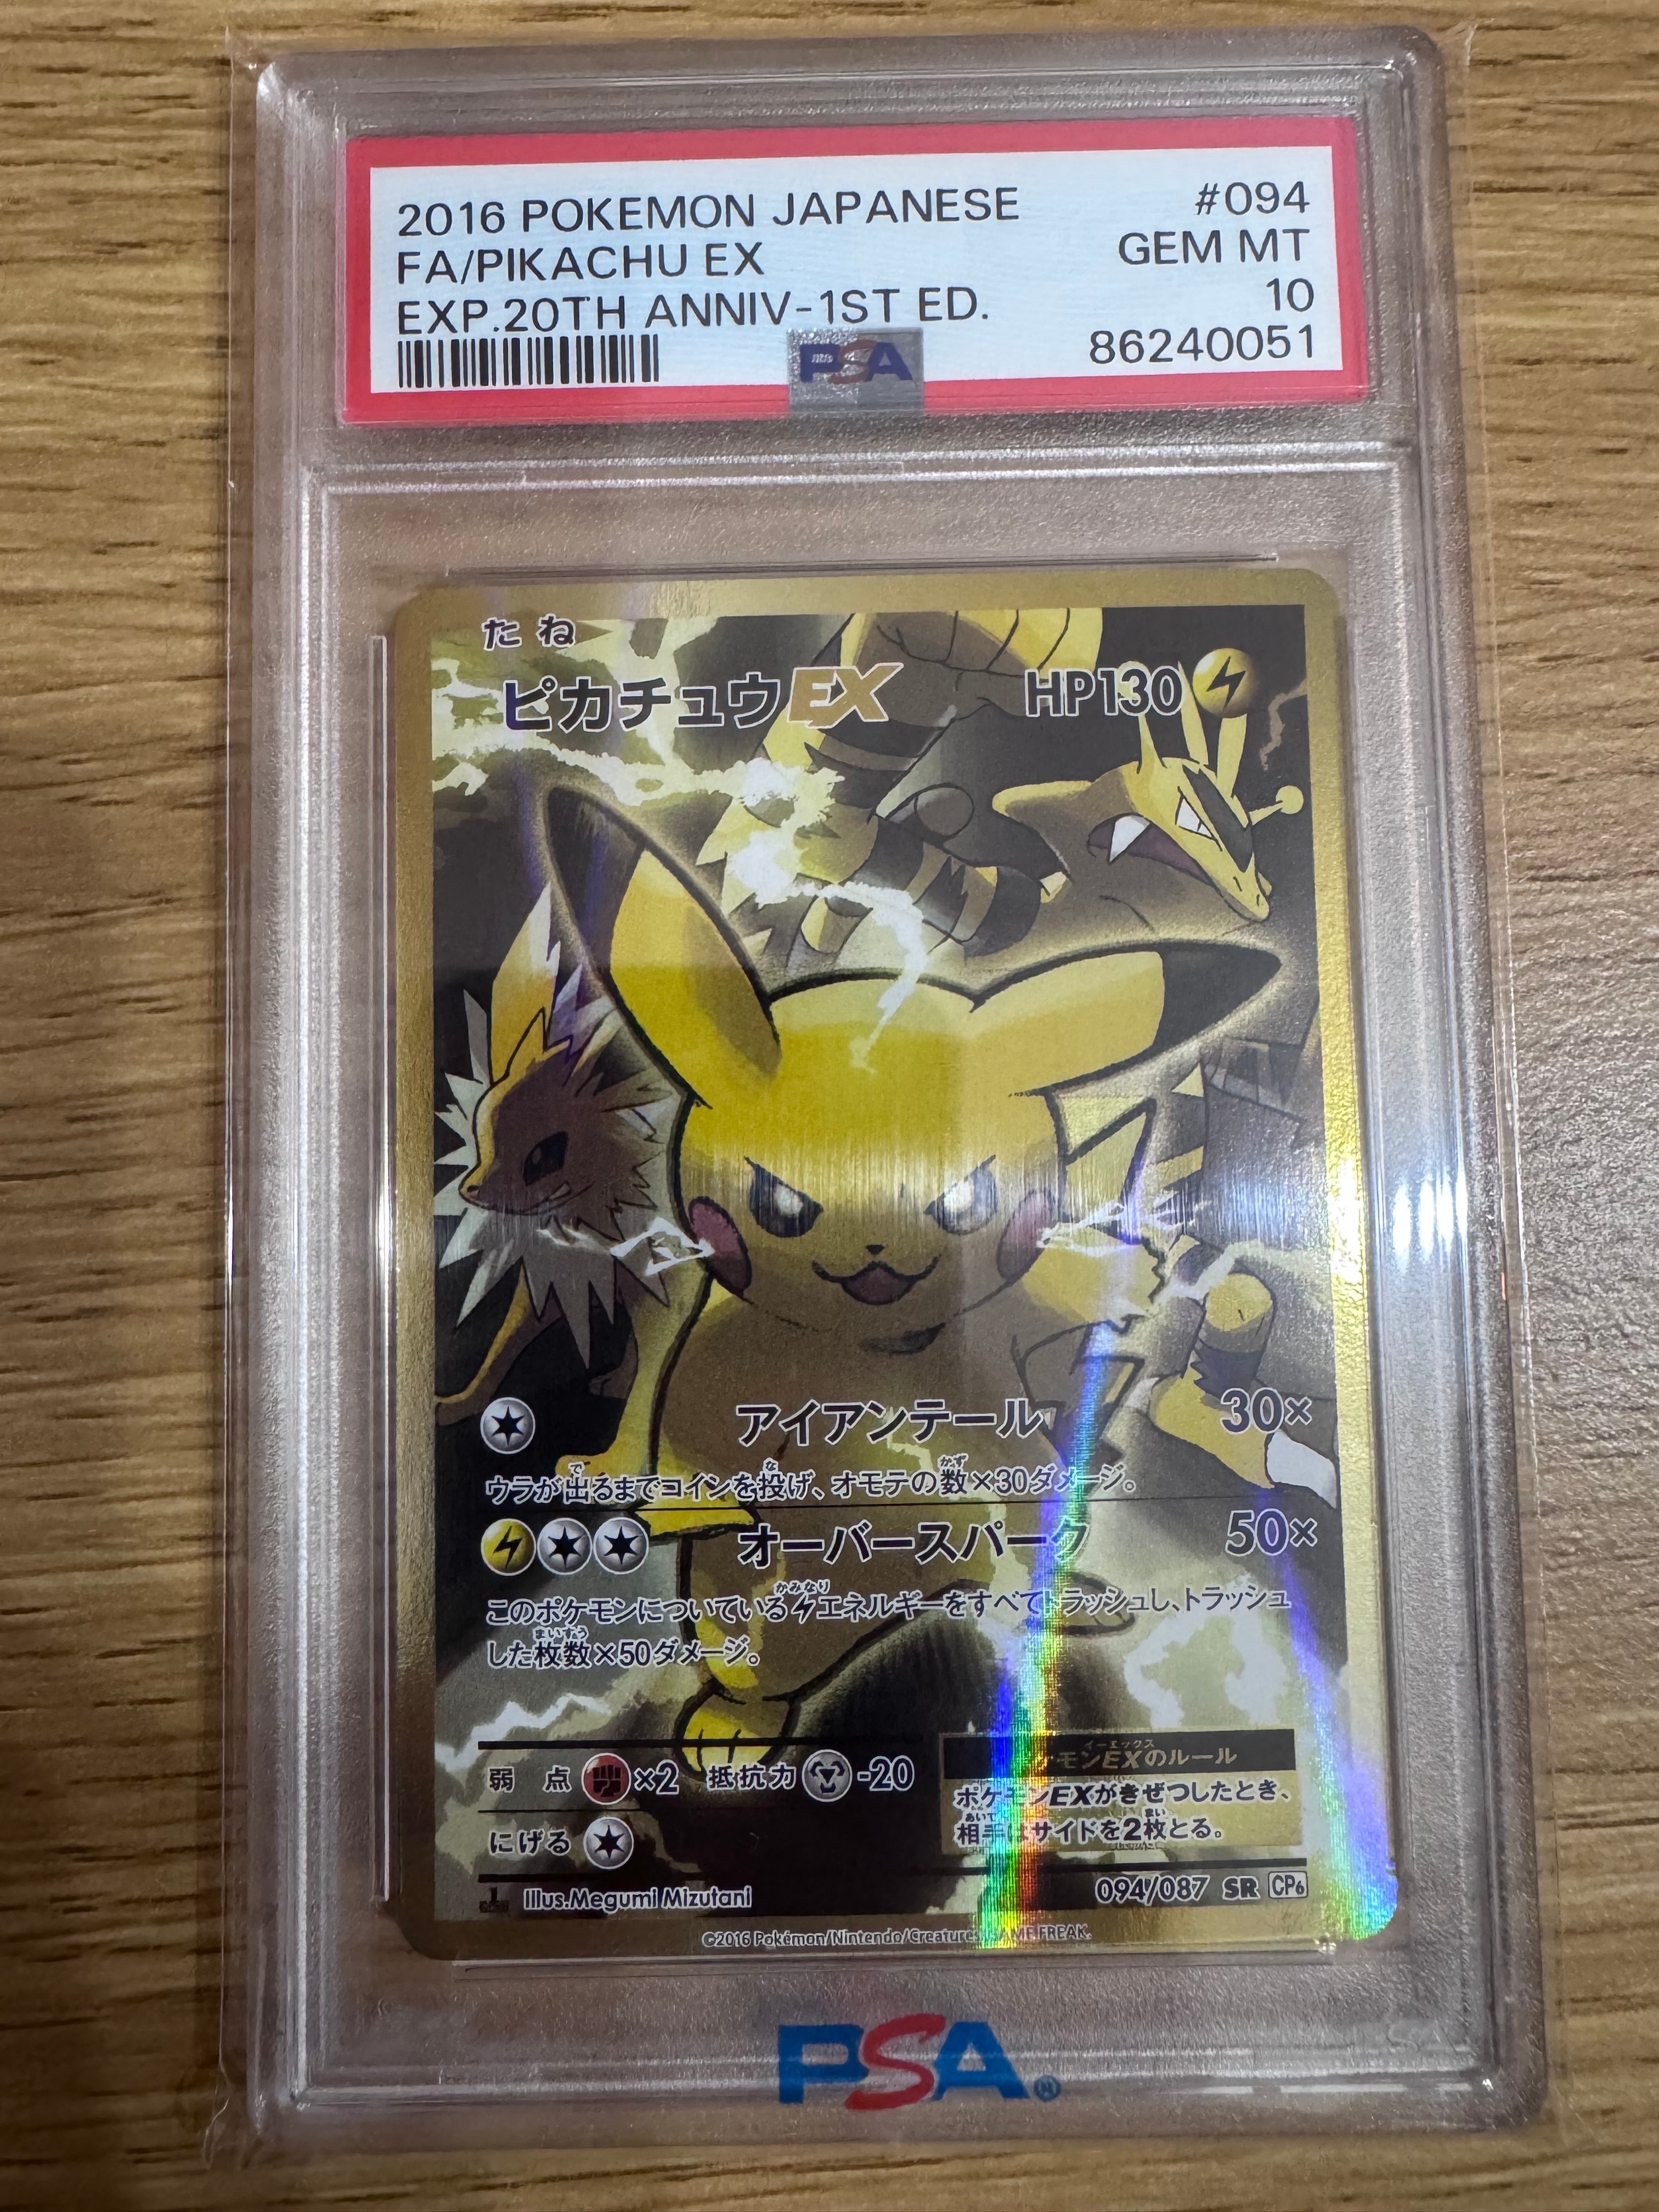 2016 POKEMON JAPANESE #094
FA/PIKACHU EX GEM MT
EXP.20TH ANNIV-1ST ED. 10
PSA 86240051
たね
ピカチュウEX HP130
アイアンテール 30×
ウラが出るまでコインを投げ、オモテの数×30ダメージ。
オーバースパーク 50×
このポケモンについているエネルギーをすべてトラッシュし、トラッシュ
した枚数×50ダメージ。
弱点 ×2 抵抗力 -20
にげる
モンEXのルール
ポケモンEXがきぜつしたとき、
相手はサイドを2枚とる。
Illus.Megumi Mizutani 094/087 SR CP6
©2016 Pokémon/Nintendo/Creatures/GAME FREAK.
PSA®